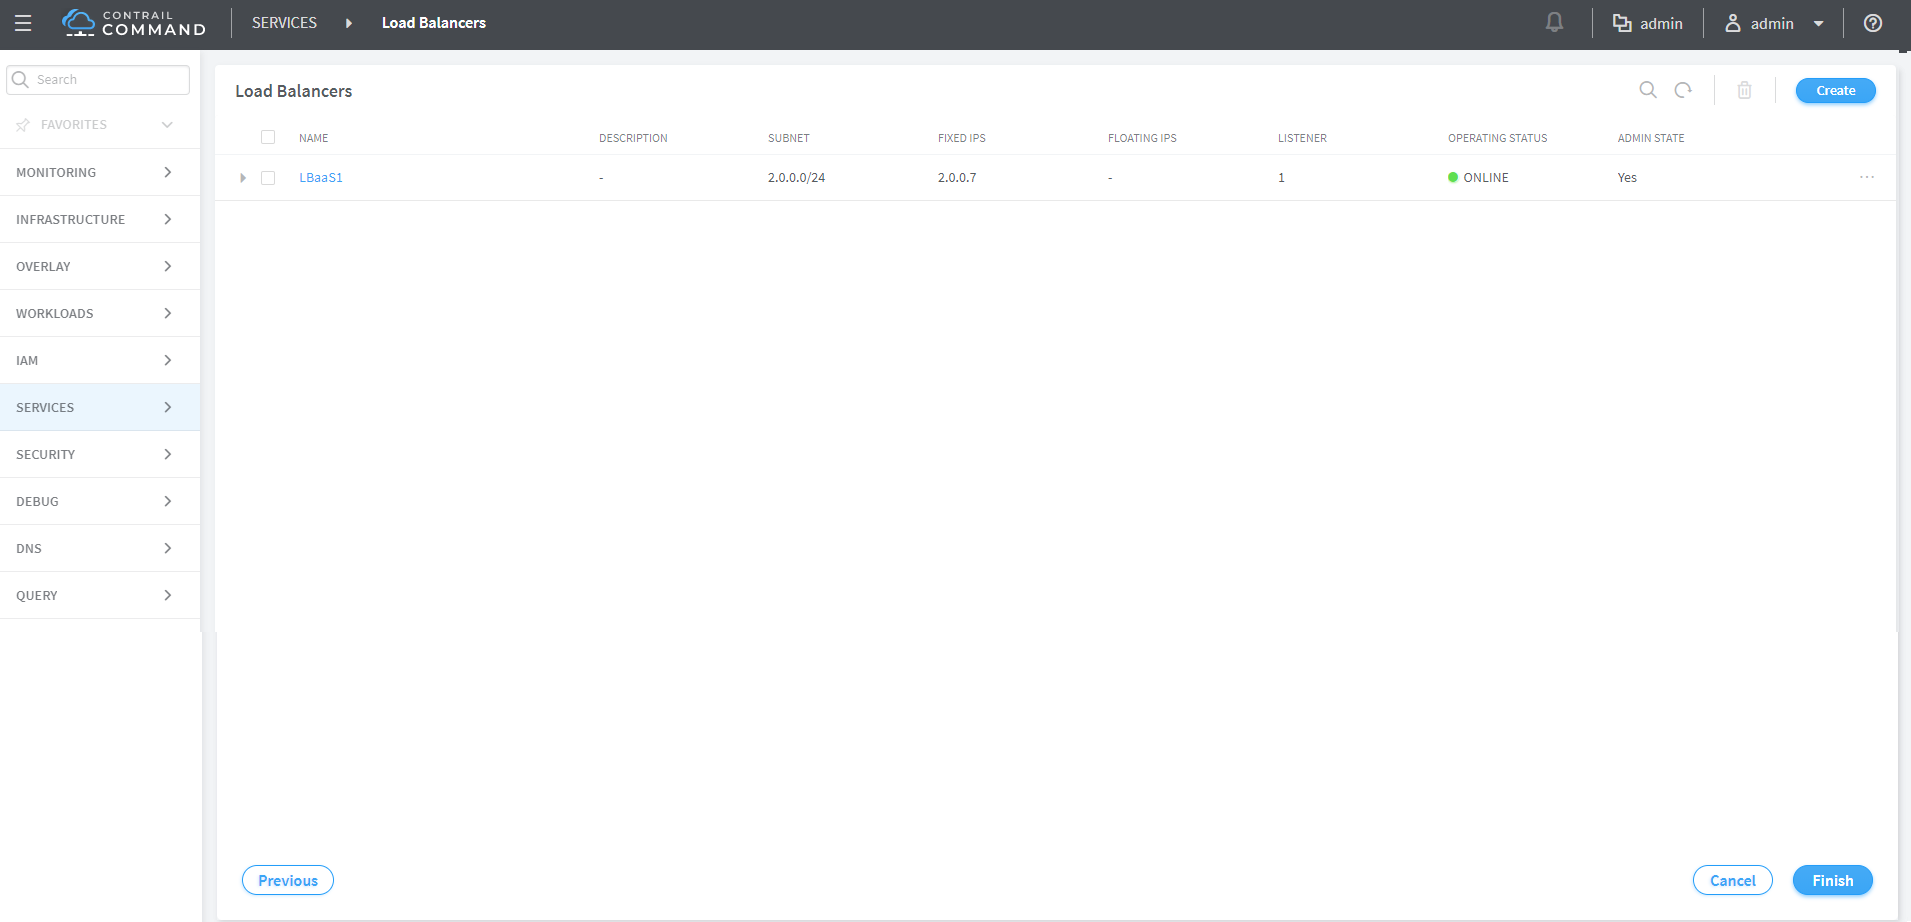 CONTRAIL
COMMAND
SERVICES
Load Balancers
admin
admin
Search
FAVORITES
MONITORING
INFRASTRUCTURE
OVERLAY
WORKLOADS
IAM
SERVICES
SECURITY
DEBUG
DNS
QUERY
Load Balancers
Create
NAME DESCRIPTION SUBNET FIXED IPS FLOATING IPS LISTENER OPERATING STATUS ADMIN STATE
LBaaS1 - 2.0.0.0/24 2.0.0.7 - 1 ONLINE Yes
Previous
Cancel
Finish